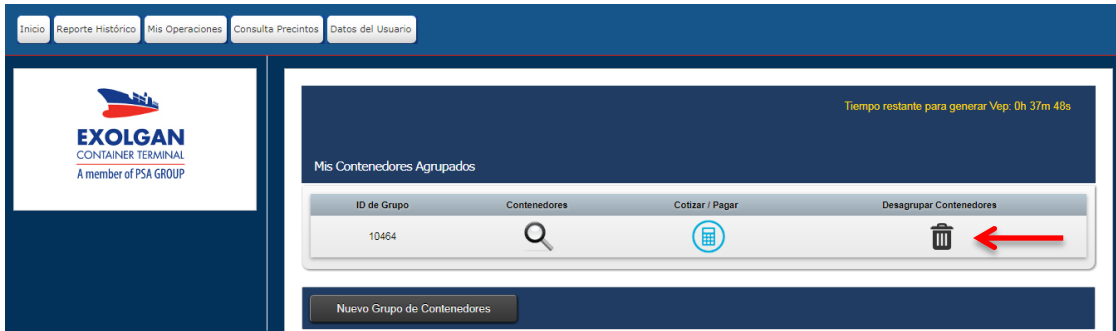 Inicio Reporte Histórico Mis Operaciones Consulta Precintos Datos del Usuario
EXOLGAN
CONTAINER TERMINAL
A member of PSA GROUP
Tiempo restante para generar Vep: 0h 37m 48s
Mis Contenedores Agrupados
ID de Grupo Contenedores Cotizar / Pagar Desagrupar Contenedores
10464
Nuevo Grupo de Contenedores